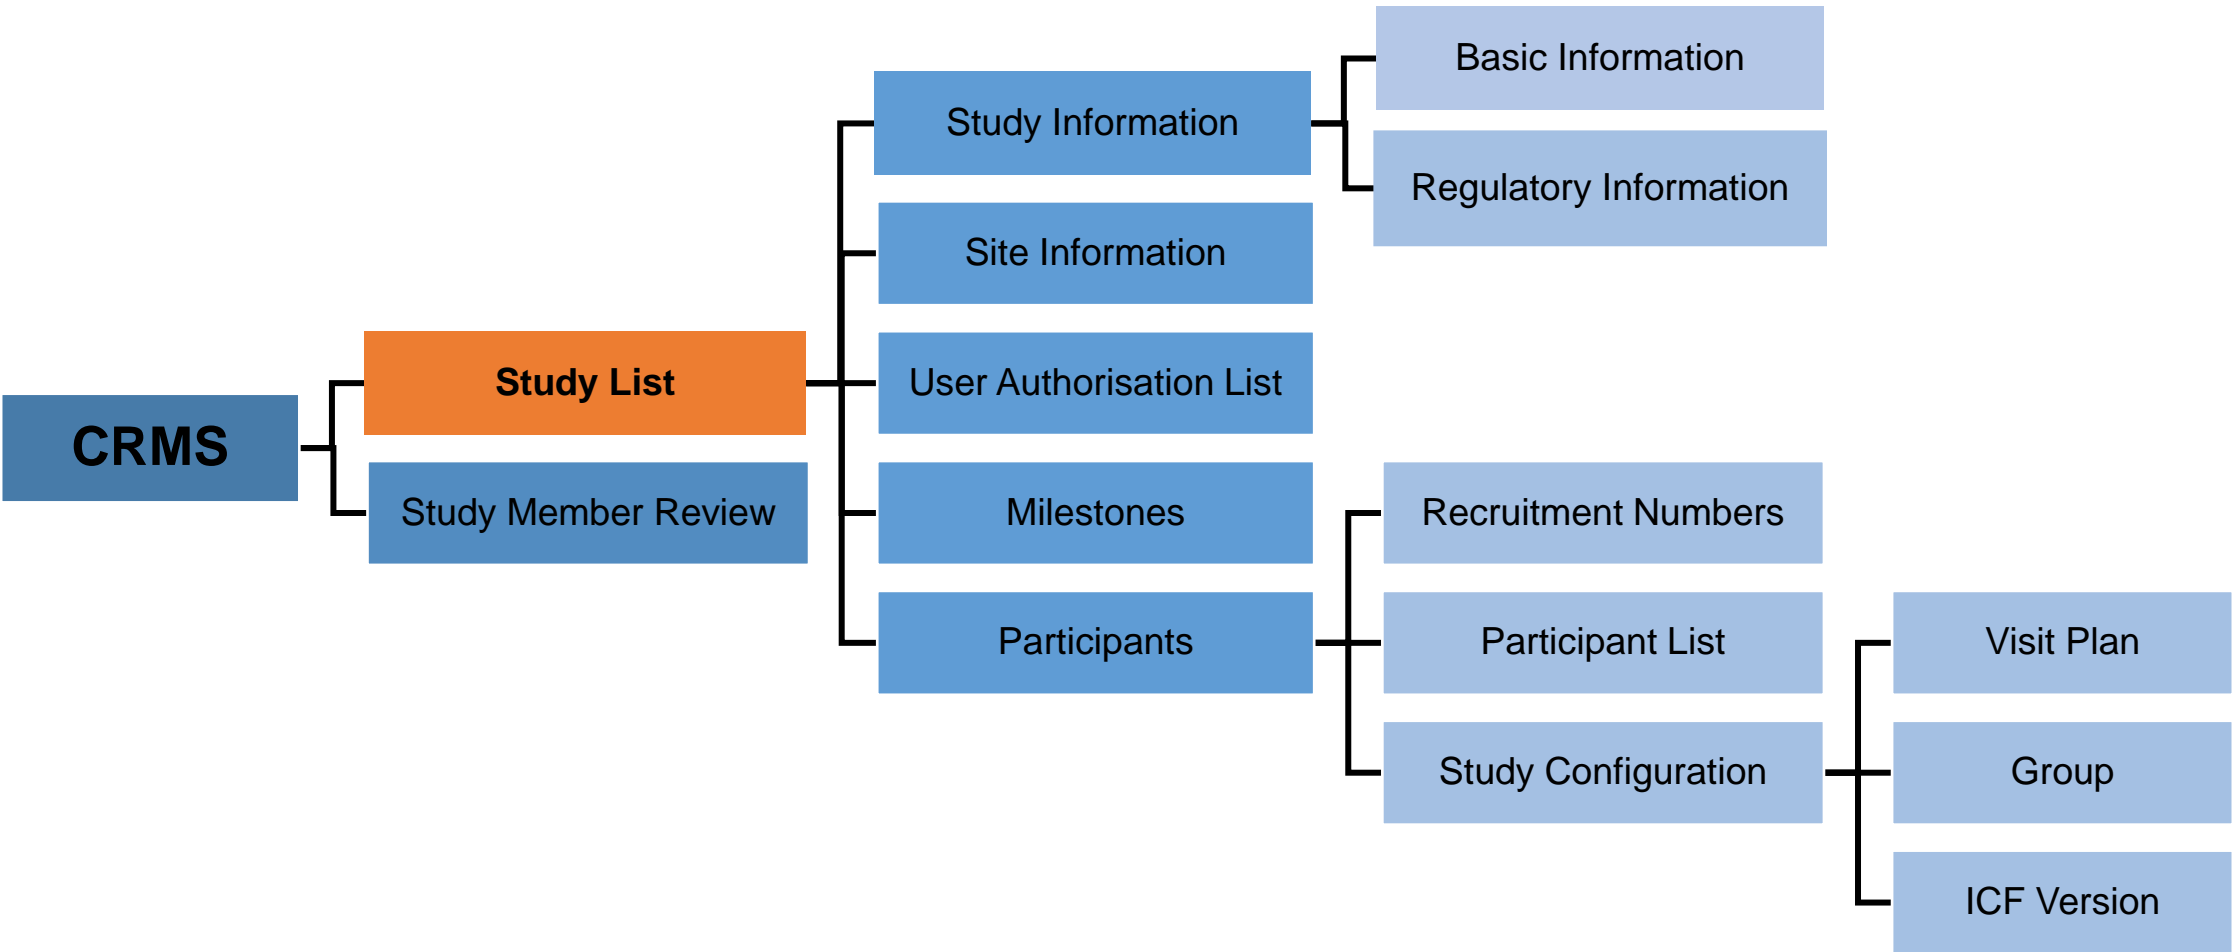 CRMS
Study List
Study Member Review
Study Information
Site Information
User Authorisation List
Milestones
Participants
Basic Information
Regulatory Information
Recruitment Numbers
Participant List
Study Configuration
Visit Plan
Group
ICF Version